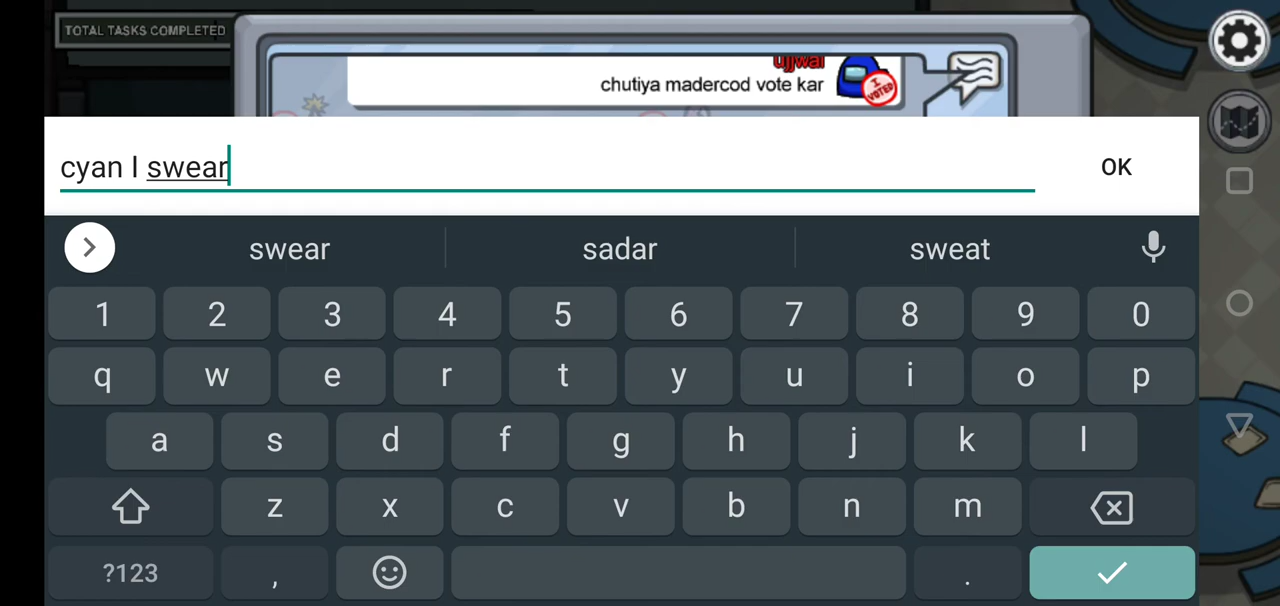 TOTAL TASKS COMPLETED
ujjwal
chutiya madercod vote kar
I VOTED
cyan I swear
OK
swear sadar sweat
1 2 3 4 5 6 7 8 9 0
q w e r t y u i o p
a s d f g h j k l
z x c v b n m
?123 , .